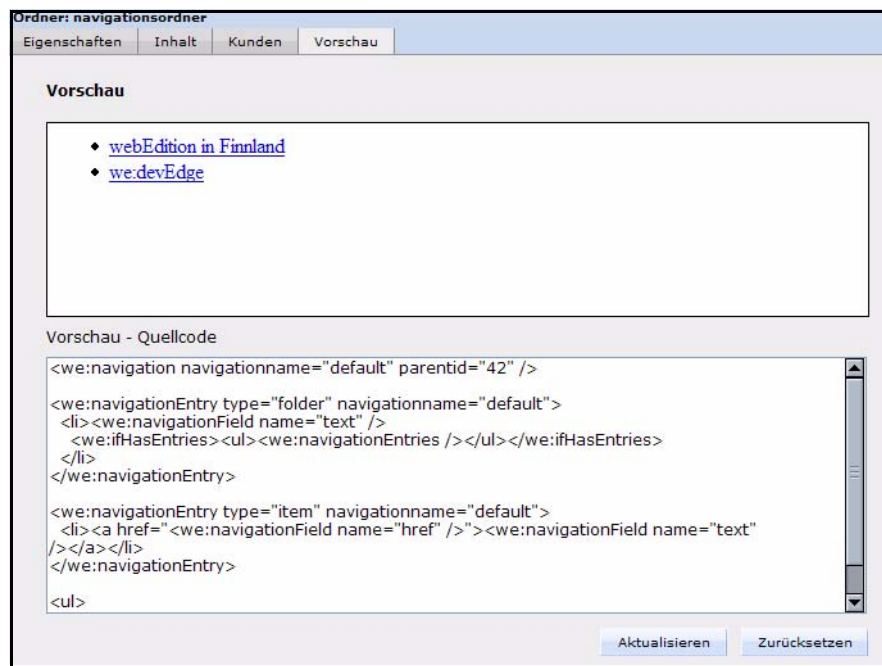 Ordner: navigationsordner
Eigenschaften Inhalt Kunden Vorschau
Vorschau
webEdition in Finnland
we:devEdge
Vorschau - Quellcode
<we:navigation navigationname="default" parentid="42" />
<we:navigationEntry type="folder" navigationname="default">
<li><we:navigationField name="text" />
<we:ifHasEntries><ul><we:navigationEntries /></ul></we:ifHasEntries>
</li>
</we:navigationEntry>
<we:navigationEntry type="item" navigationname="default">
<li><a href="<we:navigationField name="href" />"><we:navigationField name="text"
/></a></li>
</we:navigationEntry>
<ul>
Aktualisieren Zurücksetzen